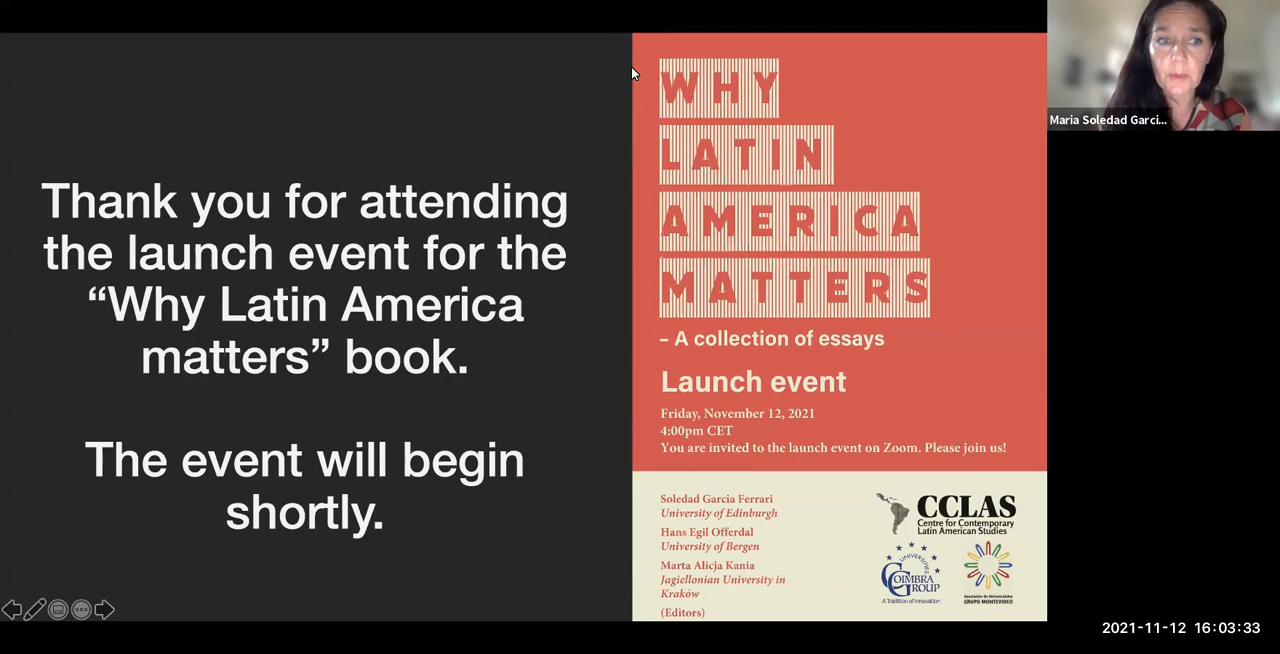 Thank you for attending
the launch event for the
“Why Latin America
matters” book.
The event will begin
shortly.
WHY
LATIN
AMERICA
MATTERS
– A collection of essays
Launch event
Friday, November 12, 2021
4:00pm CET
You are invited to the launch event on Zoom. Please join us!
Soledad Garcia Ferrari
University of Edinburgh
Hans Egil Offerdal
University of Bergen
Marta Alicja Kania
Jagiellonian University in
Kraków
(Editors)
CCLAS
Centre for Contemporary
Latin American Studies
UNIVERSITIES
COIMBRA
GROUP
A Tradition of Innovation
Asociación de Universidades
GRUPO MONTEVIDEO
Maria Soledad Garci...
2021-11-12 16:03:33